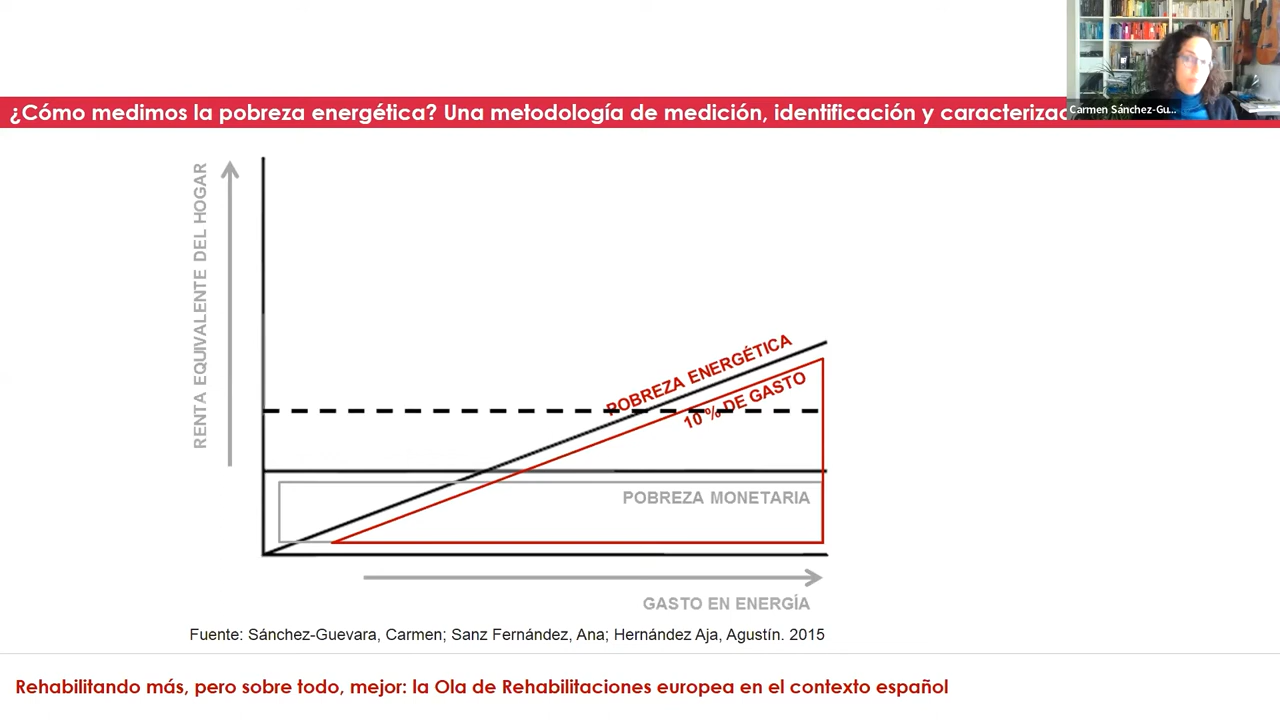 ¿Cómo medimos la pobreza energética? Una metodología de medición, identificación y caracterizac
Carmen Sánchez-Gu...
RENTA EQUIVALENTE DEL HOGAR
POBREZA ENERGÉTICA
10 % DE GASTO
POBREZA MONETARIA
GASTO EN ENERGÍA
Fuente: Sánchez-Guevara, Carmen; Sanz Fernández, Ana; Hernández Aja, Agustín. 2015
Rehabilitando más, pero sobre todo, mejor: la Ola de Rehabilitaciones europea en el contexto español